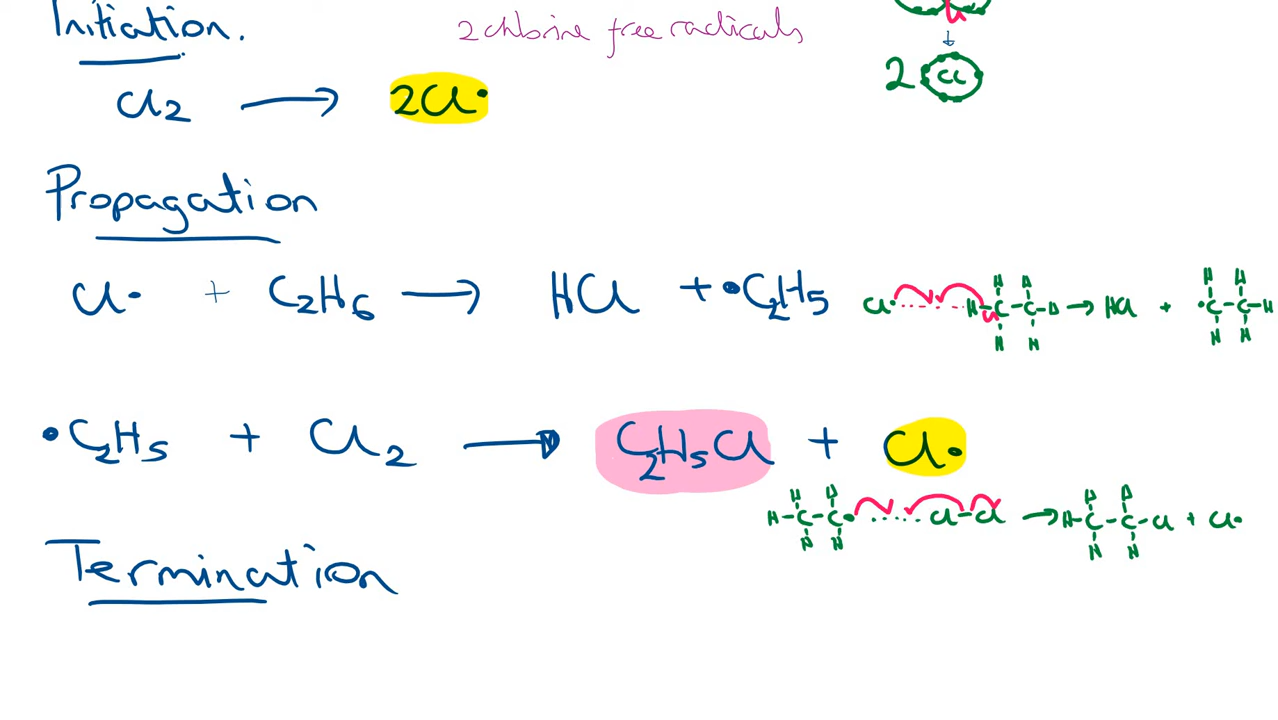 Initiation.
2 chlorine free radicals
Cl2 → 2Cl•
2 Cl
Propagation
Cl• + C2H6 → HCl + •C2H5
Cl• H-C-C-H → HCl + •C-C-H
H H H H
H H H H
•C2H5 + Cl2 → C2H5Cl + Cl•
H-C-C• Cl-Cl → H-C-C-Cl + Cl•
H H H H
H H H H
Termination